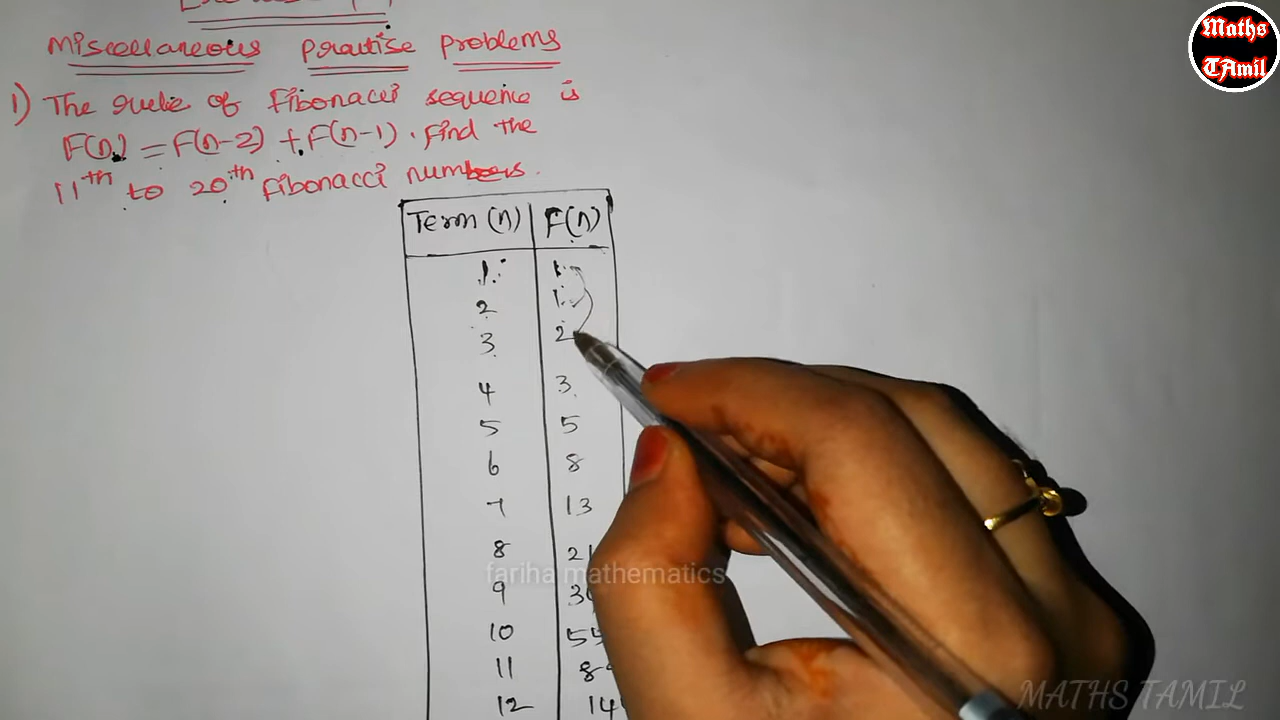 Maths
TAmil
Miscellaneous Practise Problems
1) The rule of Fibonacci sequence is
F(n) = F(n-2) + F(n-1). Find the
11th to 20th Fibonacci numbers.
Term (n) F(n)
1 1
2 1
3 2
4 3
5 5
6 8
7 13
8 21
fariha mathematics
9
10 55
11
12
MATHS TAMIL